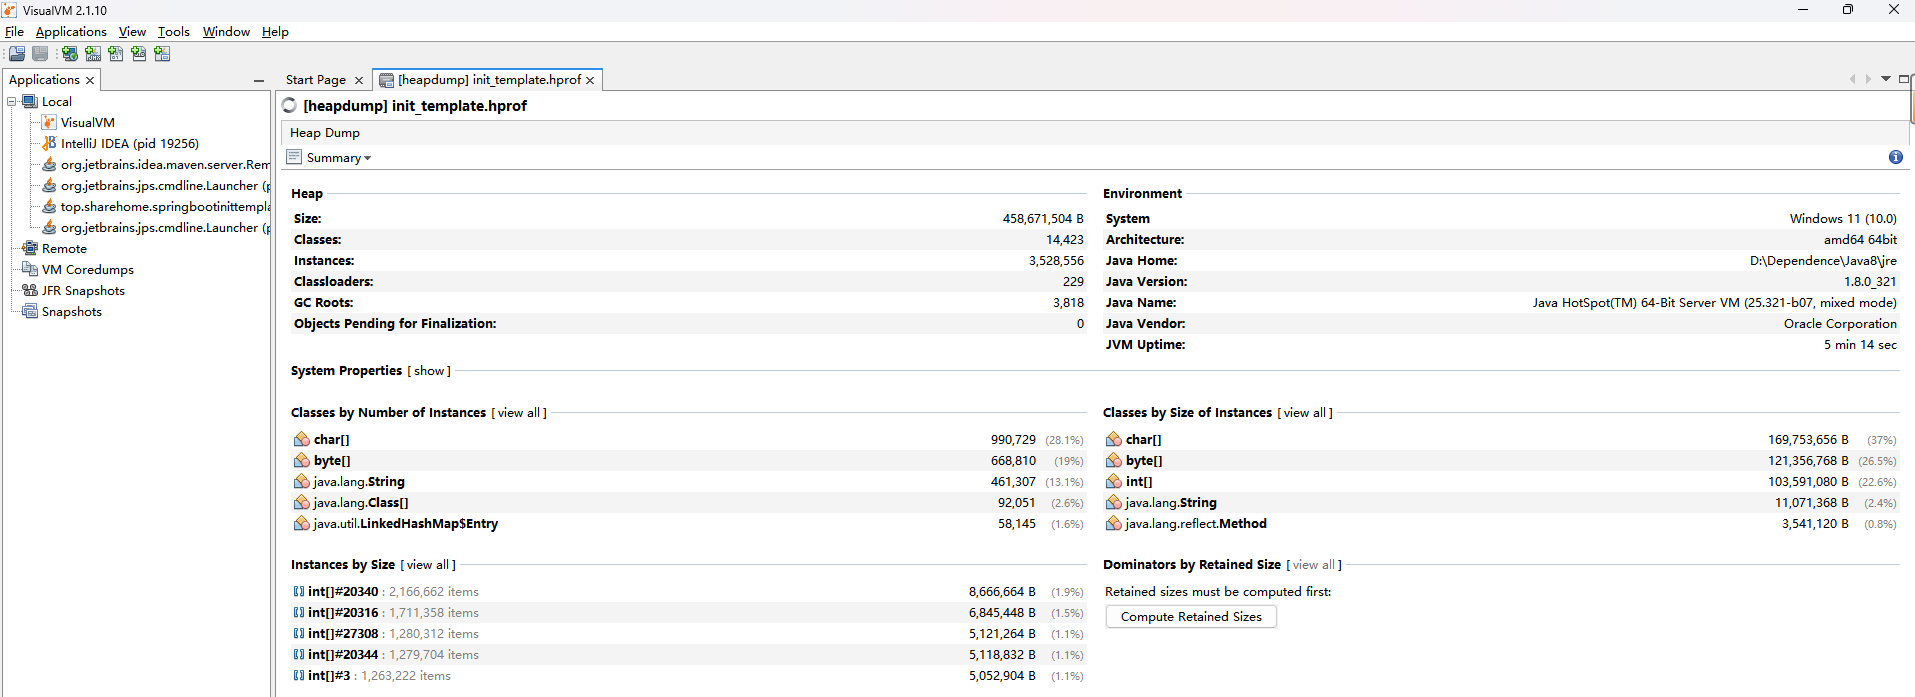 VisualVM 2.1.10
File Applications View Tools Window Help
Applications
Start Page [heapdump] init_template.hprof
Local
VisualVM
IntelliJ IDEA (pid 19256)
org.jetbrains.idea.maven.server.Rem
org.jetbrains.jps.cmdline.Launcher (p
top.sharehome.springbootinittempla
org.jetbrains.jps.cmdline.Launcher (p
Remote
VM Coredumps
JFR Snapshots
Snapshots
[heapdump] init_template.hprof
Heap Dump
Summary
Heap
Size: 458,671,504 B
Classes: 14,423
Instances: 3,528,556
Classloaders: 229
GC Roots: 3,818
Objects Pending for Finalization: 0
Environment
System Windows 11 (10.0)
Architecture: amd64 64bit
Java Home: D:\Dependence\Java8\jre
Java Version: 1.8.0_321
Java Name: Java HotSpot(TM) 64-Bit Server VM (25.321-b07, mixed mode)
Java Vendor: Oracle Corporation
JVM Uptime: 5 min 14 sec
System Properties [ show ]
Classes by Number of Instances [ view all ]
char[] 990,729 (28.1%)
byte[] 668,810 (19%)
java.lang.String 461,307 (13.1%)
java.lang.Class[] 92,051 (2.6%)
java.util.LinkedHashMap$Entry 58,145 (1.6%)
Classes by Size of Instances [ view all ]
char[] 169,753,656 B (37%)
byte[] 121,356,768 B (26.5%)
int[] 103,591,080 B (22.6%)
java.lang.String 11,071,368 B (2.4%)
java.lang.reflect.Method 3,541,120 B (0.8%)
Instances by Size [ view all ]
int[]#20340 : 2,166,662 items 8,666,664 B (1.9%)
int[]#20316 : 1,711,358 items 6,845,448 B (1.5%)
int[]#27308 : 1,280,312 items 5,121,264 B (1.1%)
int[]#20344 : 1,279,704 items 5,118,832 B (1.1%)
int[]#3 : 1,263,222 items 5,052,904 B (1.1%)
Dominators by Retained Size [ view all ]
Retained sizes must be computed first:
Compute Retained Sizes